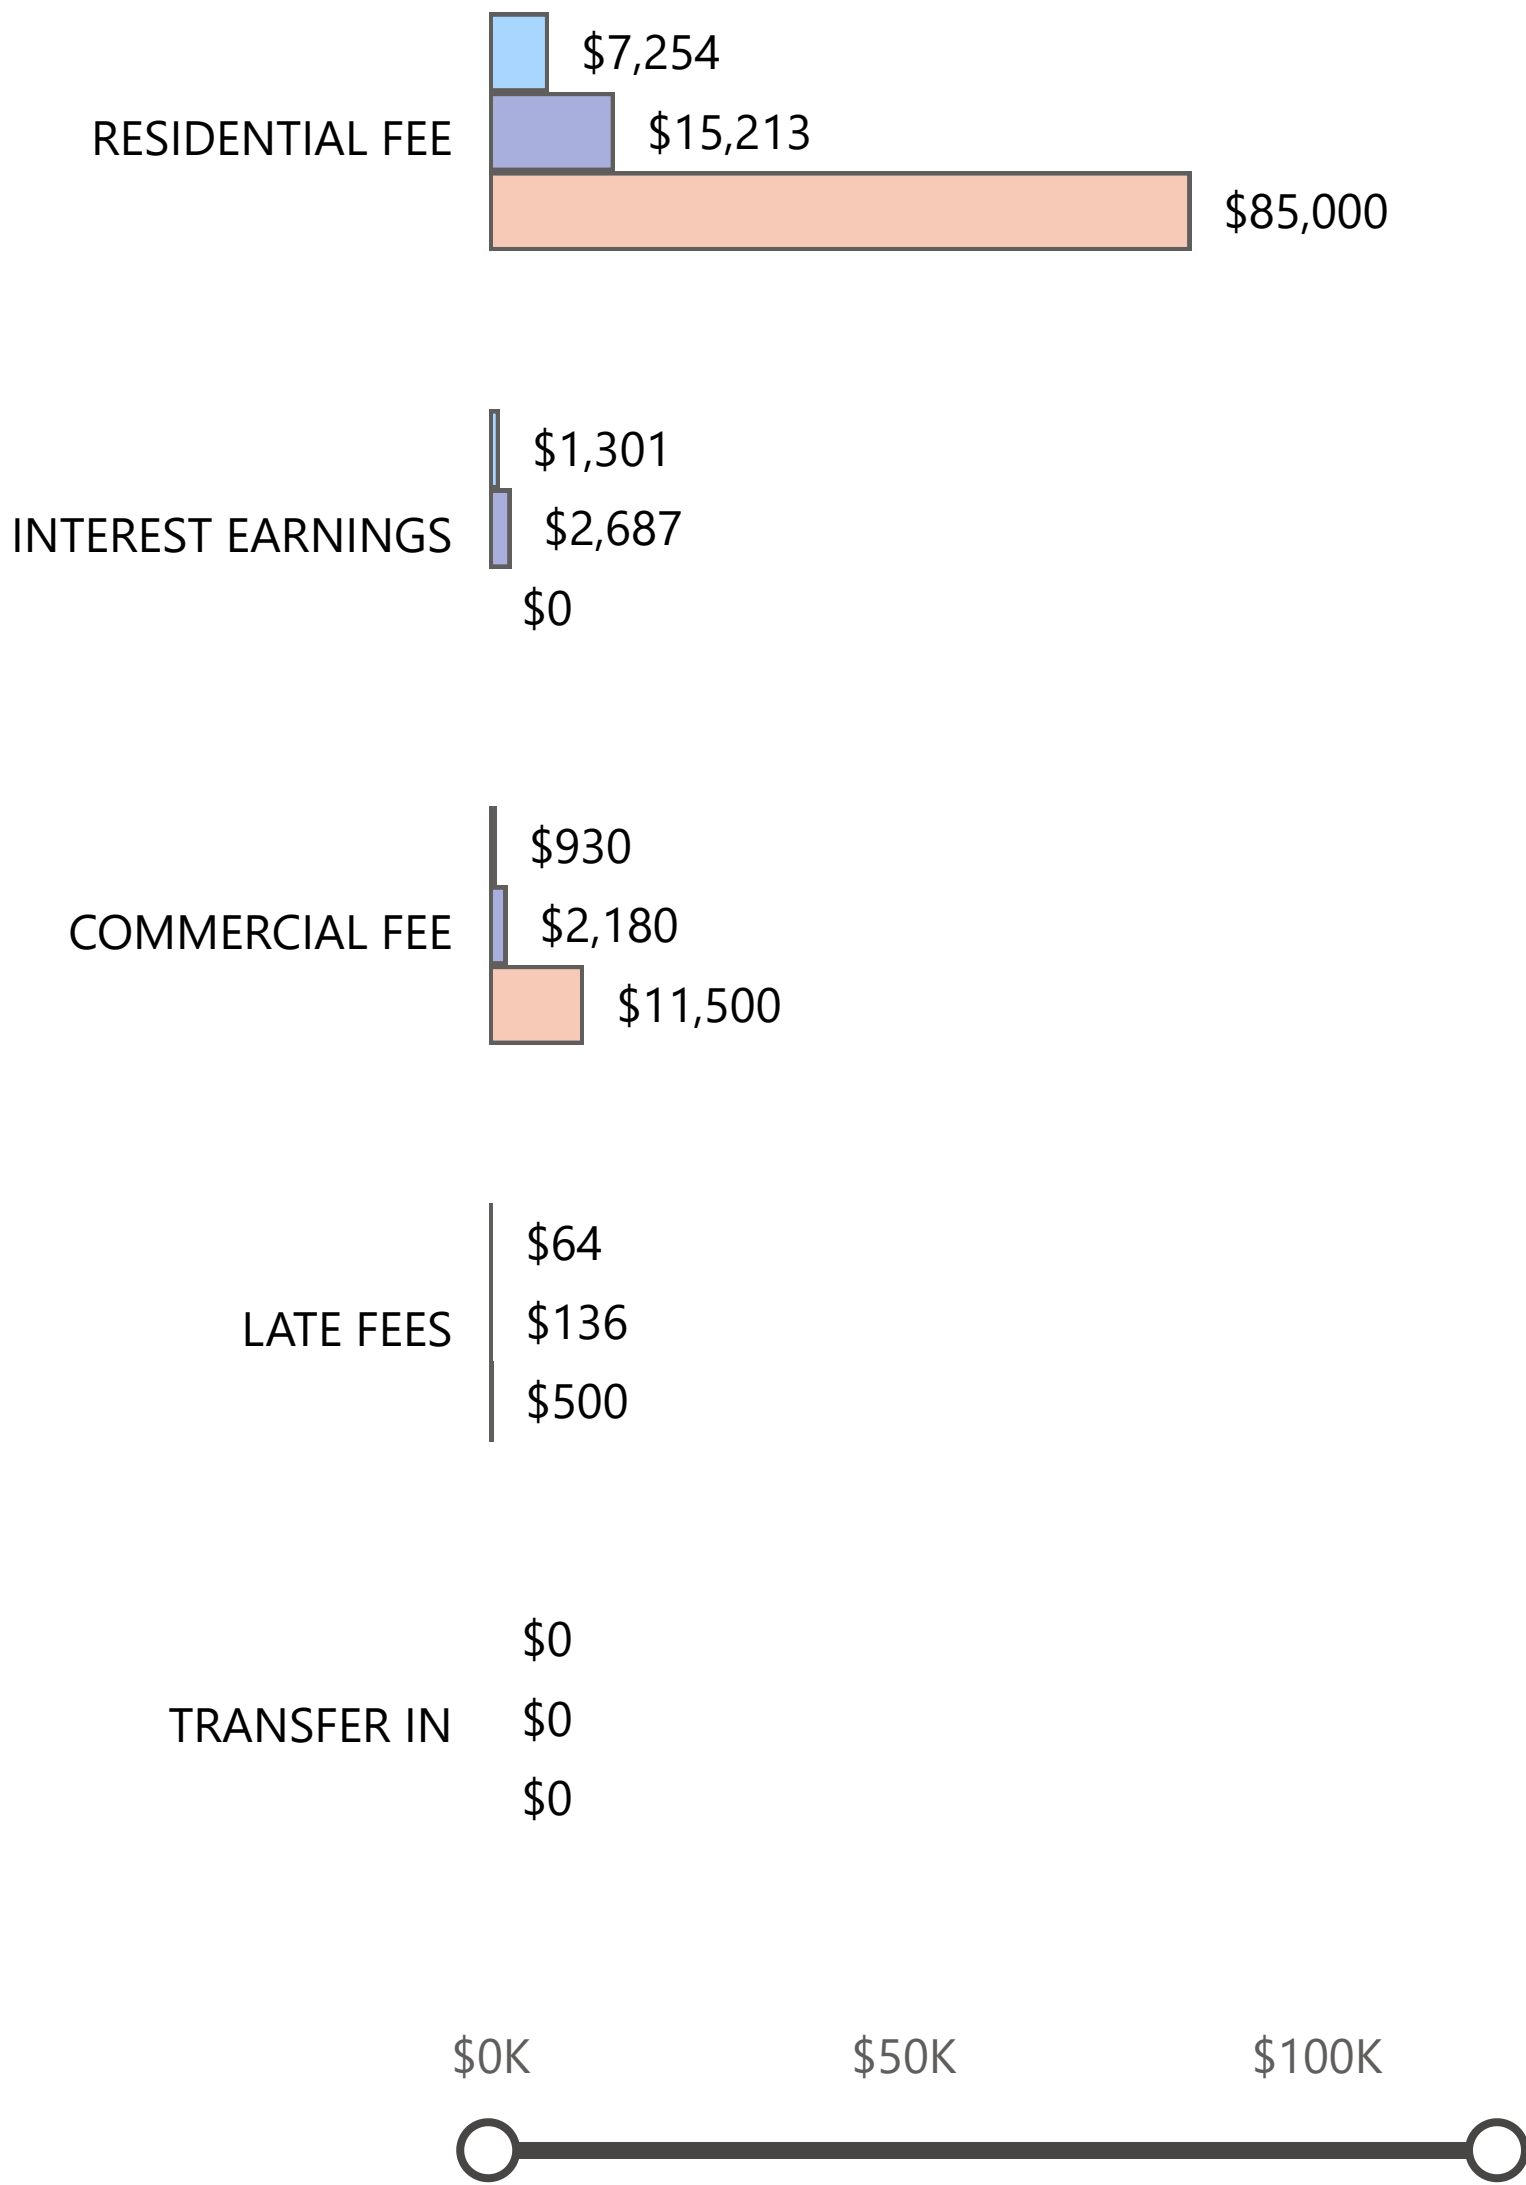 $7,254
RESIDENTIAL FEE
$15,213
$85,000
$1,301
INTEREST EARNINGS
$2,687
$0
$930
COMMERCIAL FEE
$2,180
$11,500
$64
LATE FEES
$136
$500
$0
TRANSFER IN
$0
$0
$0K $50K $100K